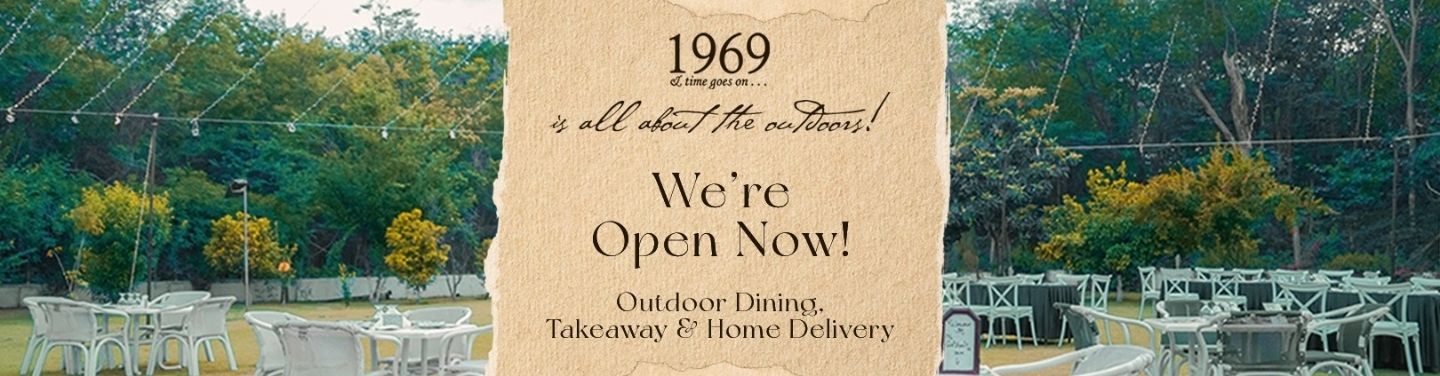 1969
& time goes on...
is all about the outdoors!
We're
Open Now!
Outdoor Dining,
Takeaway & Home Delivery